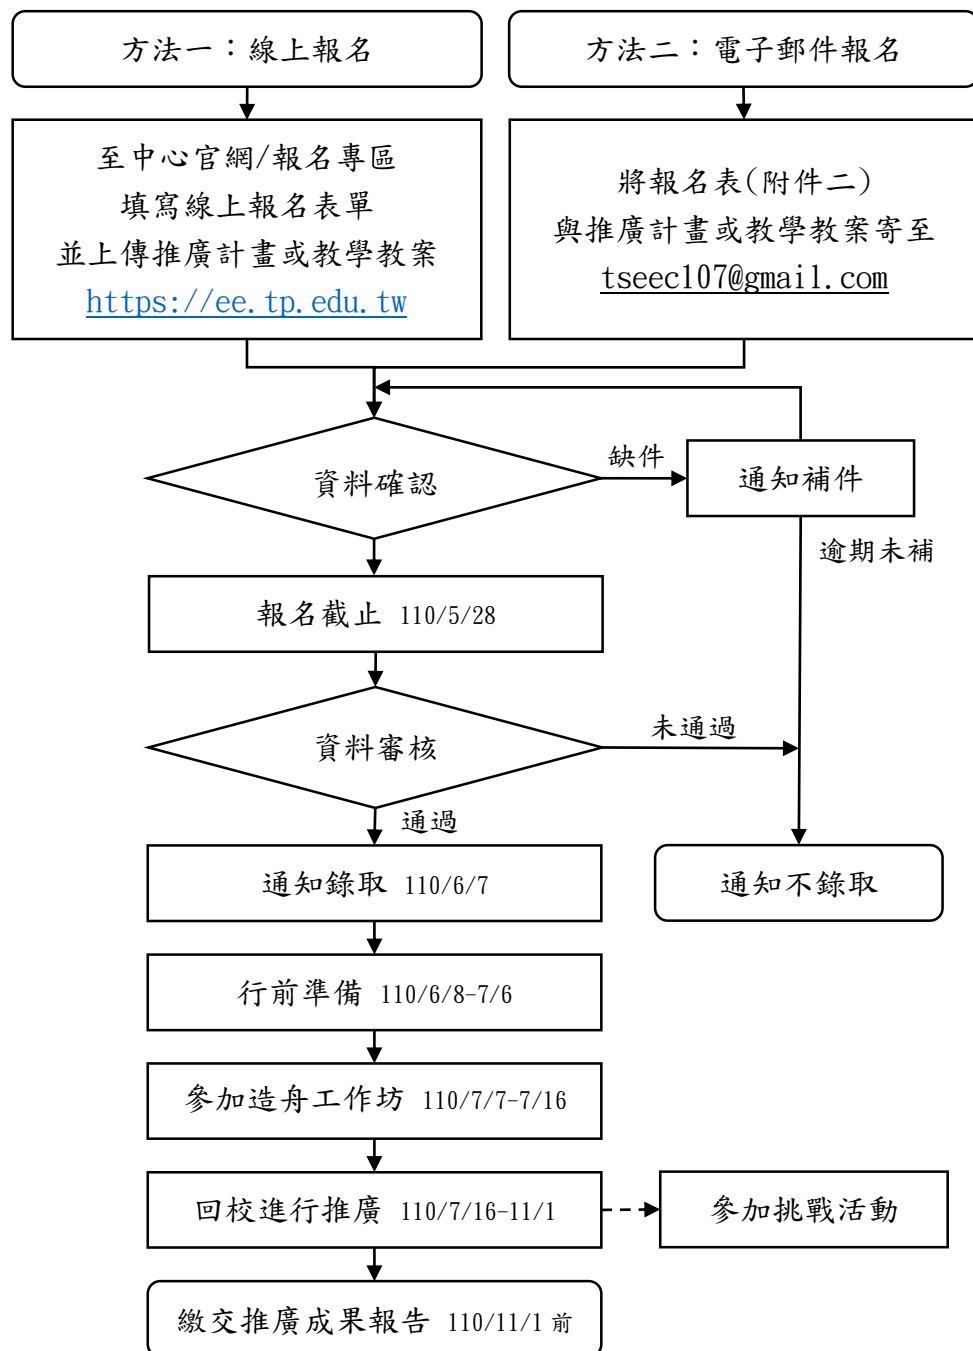 方法一：線上報名
方法二：電子郵件報名
至中心官網/報名專區
填寫線上報名表單
並上傳推廣計畫或教學教案
https://ee.tp.edu.tw
將報名表(附件二)
與推廣計畫或教學教案寄至
tseec107@gmail.com
資料確認
缺件
通知補件
逾期未補
報名截止 110/5/28
資料審核
未通過
通過
通知錄取 110/6/7
通知不錄取
行前準備 110/6/8-7/6
參加造舟工作坊 110/7/7-7/16
回校進行推廣 110/7/16-11/1
參加挑戰活動
繳交推廣成果報告 110/11/1 前